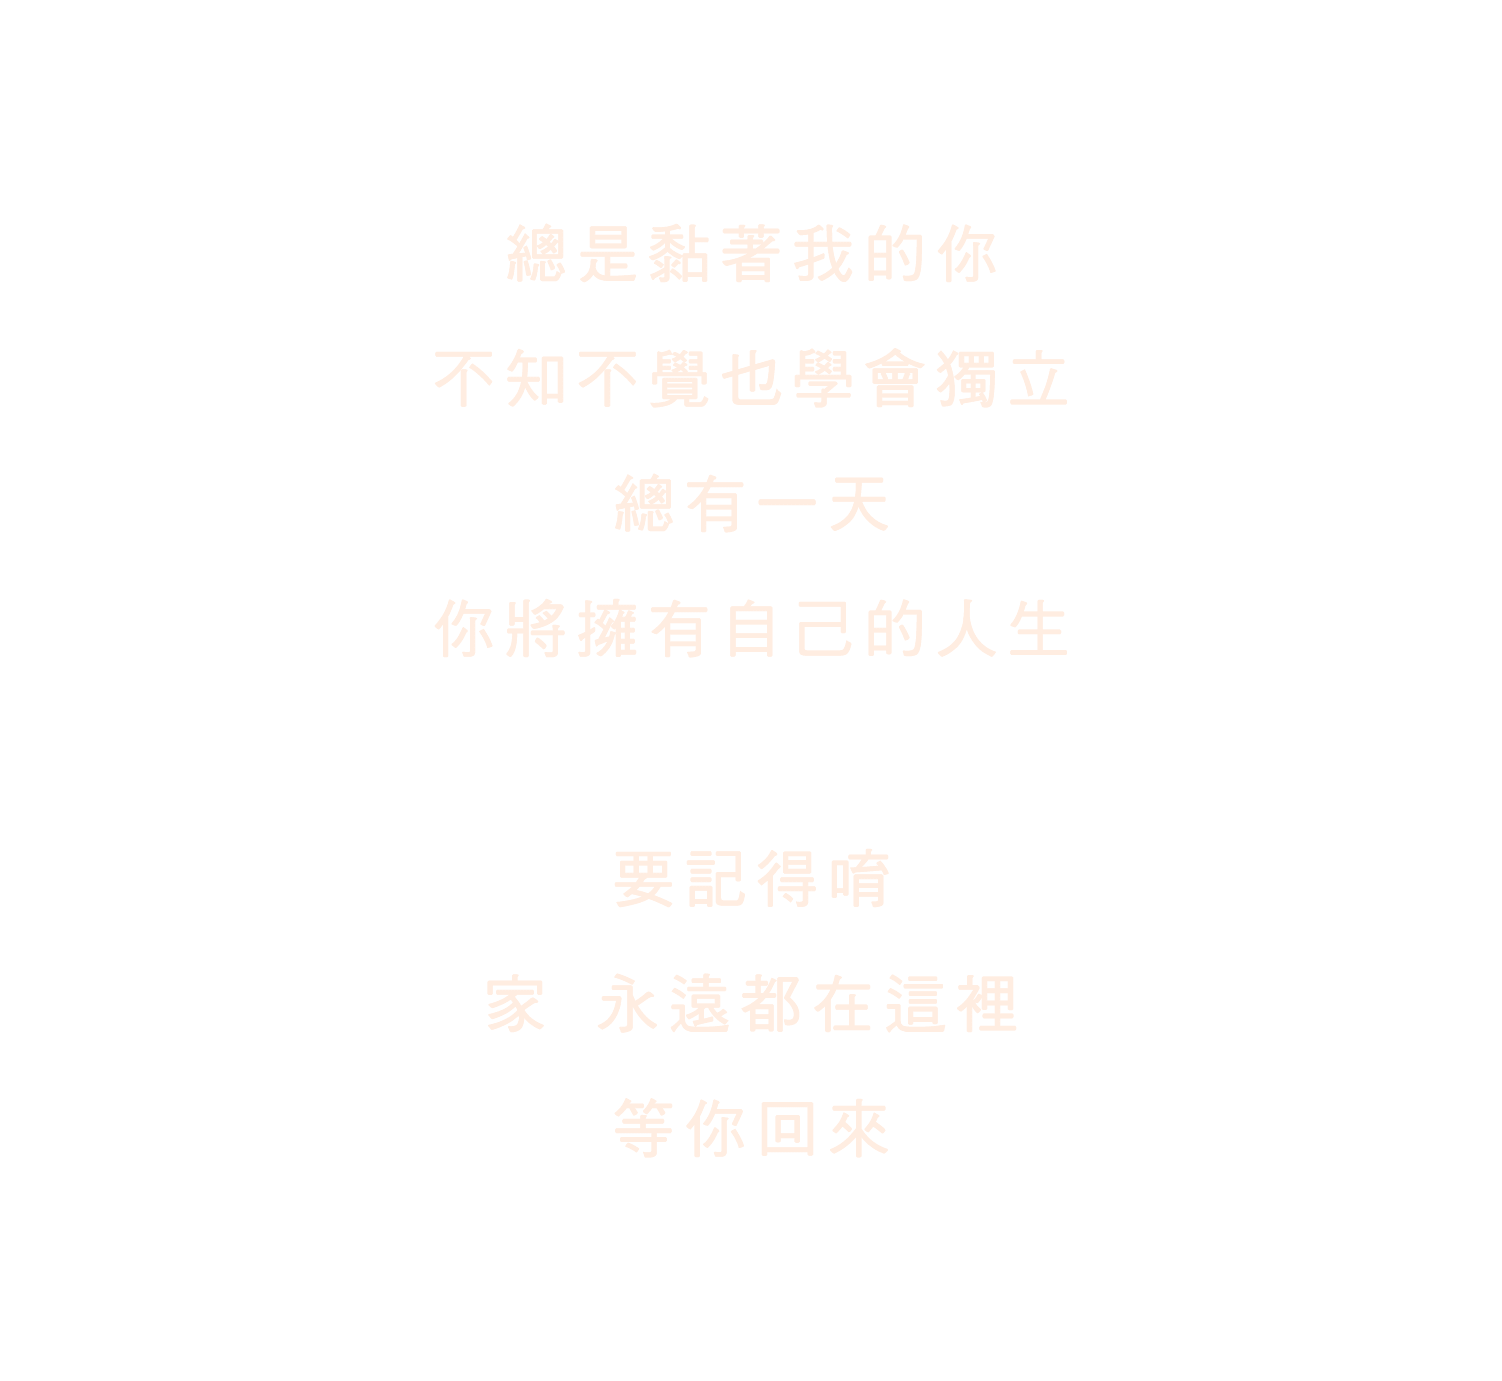 總是黏著我的你
不知不覺也學會獨立
總有一天
你將擁有自己的人生
要記得唷
家 永遠都在這裡
等你回來